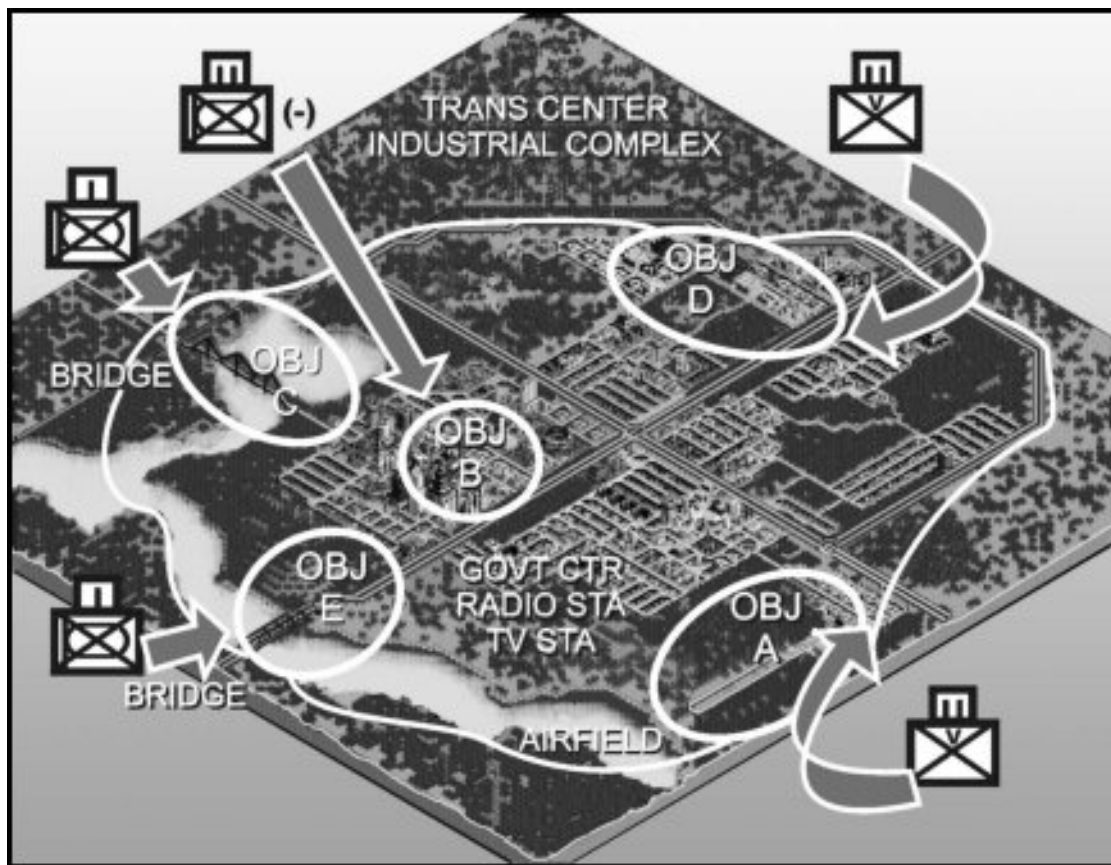 (-)
TRANS CENTER
INDUSTRIAL COMPLEX
OBJ
D
BRIDGE
OBJ
C
OBJ
B
OBJ
E
GOVT CTR
RADIO STA
TV STA
OBJ
A
BRIDGE
AIRFIELD